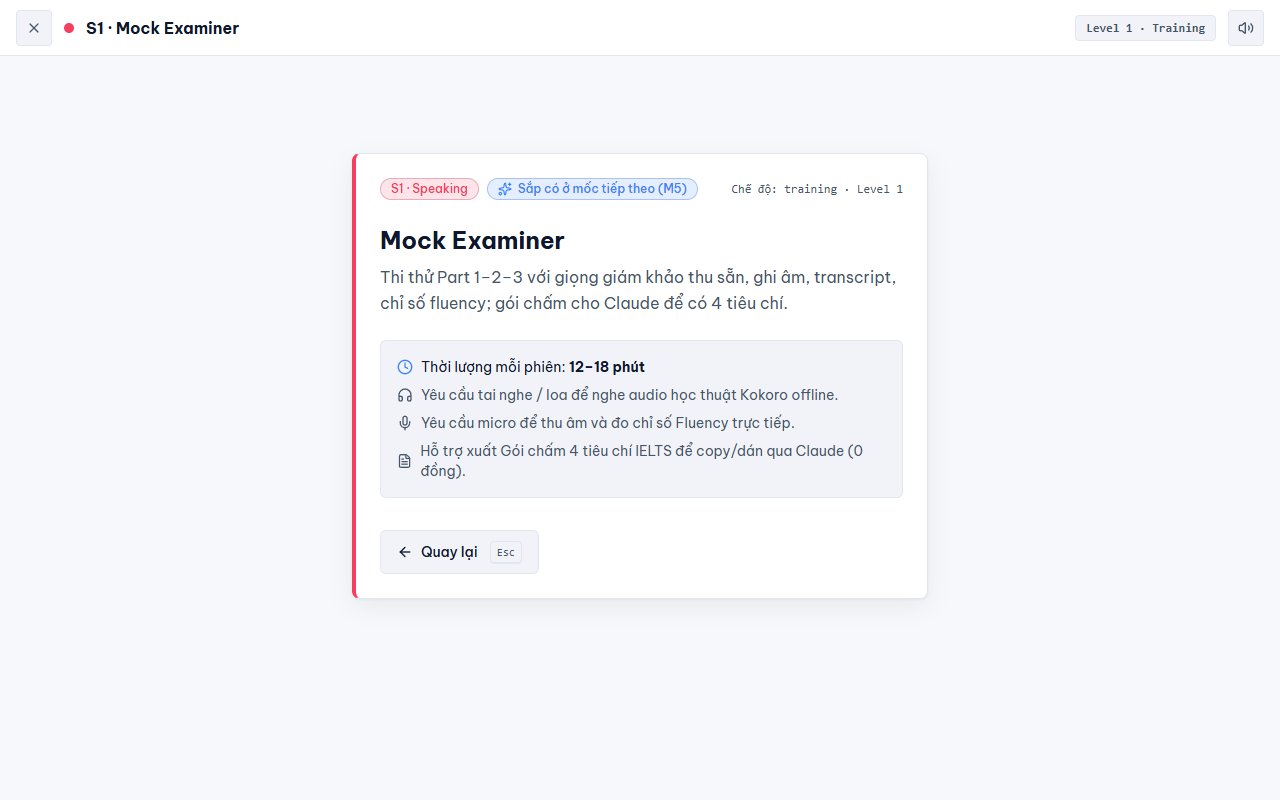 S1 · Mock Examiner
Level 1 · Training
S1 · Speaking
Sắp có ở mốc tiếp theo (M5)
Chế độ: training · Level 1
Mock Examiner
Thi thử Part 1–2–3 với giọng giám khảo thu sẵn, ghi âm, transcript,
chỉ số fluency; gói chấm cho Claude để có 4 tiêu chí.
Thời lượng mỗi phiên: 12–18 phút
Yêu cầu tai nghe / loa để nghe audio học thuật Kokoro offline.
Yêu cầu micro để thu âm và đo chỉ số Fluency trực tiếp.
Hỗ trợ xuất Gói chấm 4 tiêu chí IELTS để copy/dán qua Claude (0
đồng).
Quay lại Esc